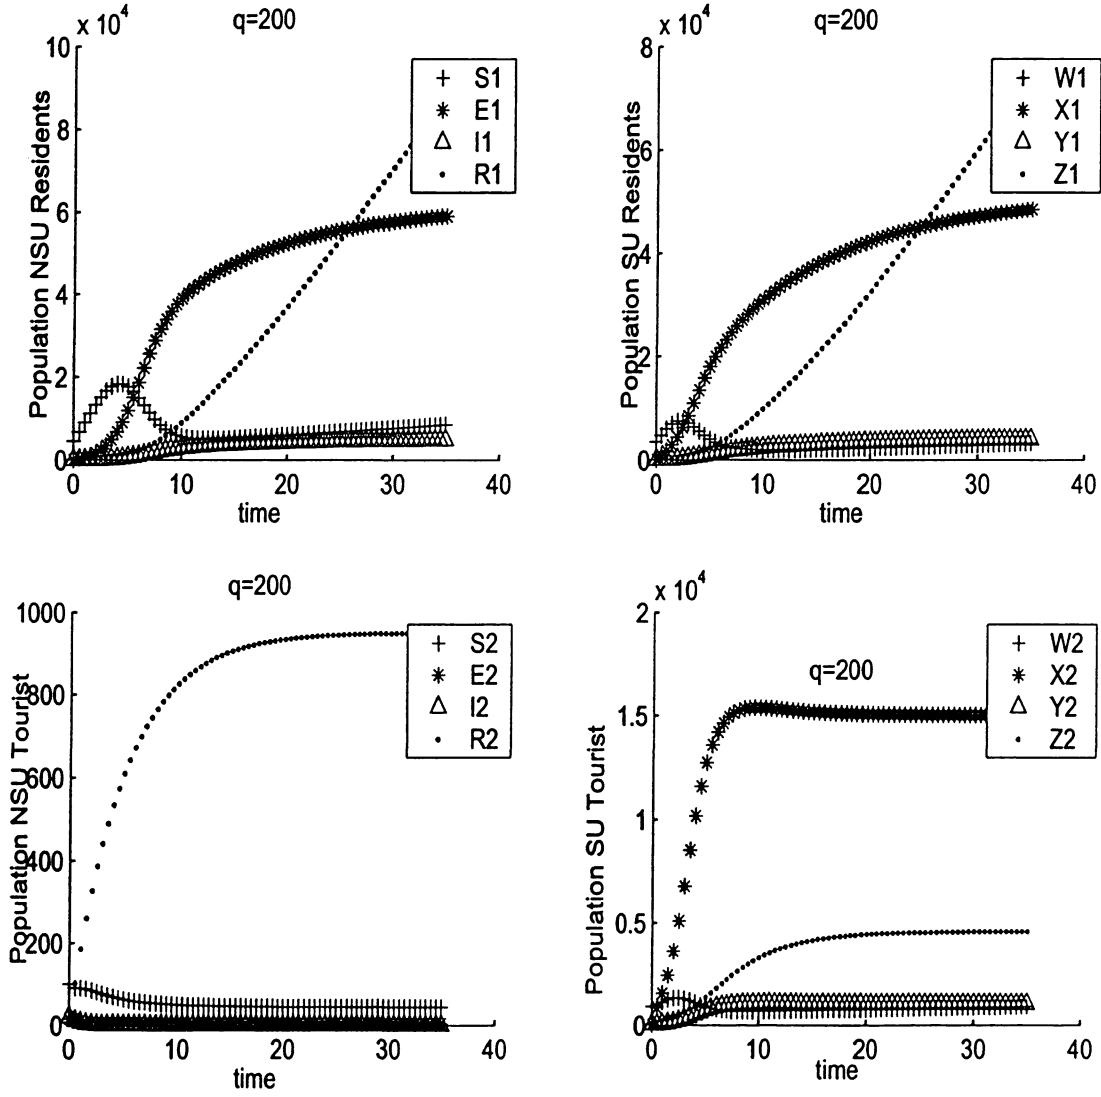 x 10^4
q=200
10
8
6
4
2
0
0 10 20 30 40
time
Population NSU Residents
S1
E1
I1
R1
x 10^4
q=200
8
6
4
2
0
0 10 20 30 40
time
Population SU Residents
W1
X1
Y1
Z1
q=200
1000
800
600
400
200
0
0 10 20 30 40
time
Population NSU Tourist
S2
E2
I2
R2
x 10^4
q=200
2
1.5
1
0.5
0
0 10 20 30 40
time
Population SU Tourist
W2
X2
Y2
Z2